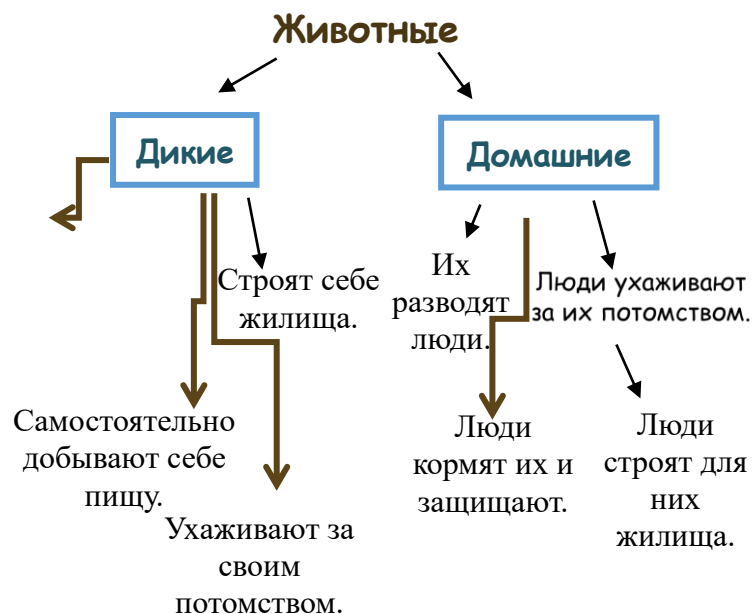 Животные
Дикие
Домашние
Строят себе
жилища.
Их
разводят
люди.
Люди ухаживают
за их потомством.
Самостоятельно
добывают себе
пищу.
Ухаживают за
своим
потомством.
Люди
кормят их и
защищают.
Люди
строят для
них
жилища.